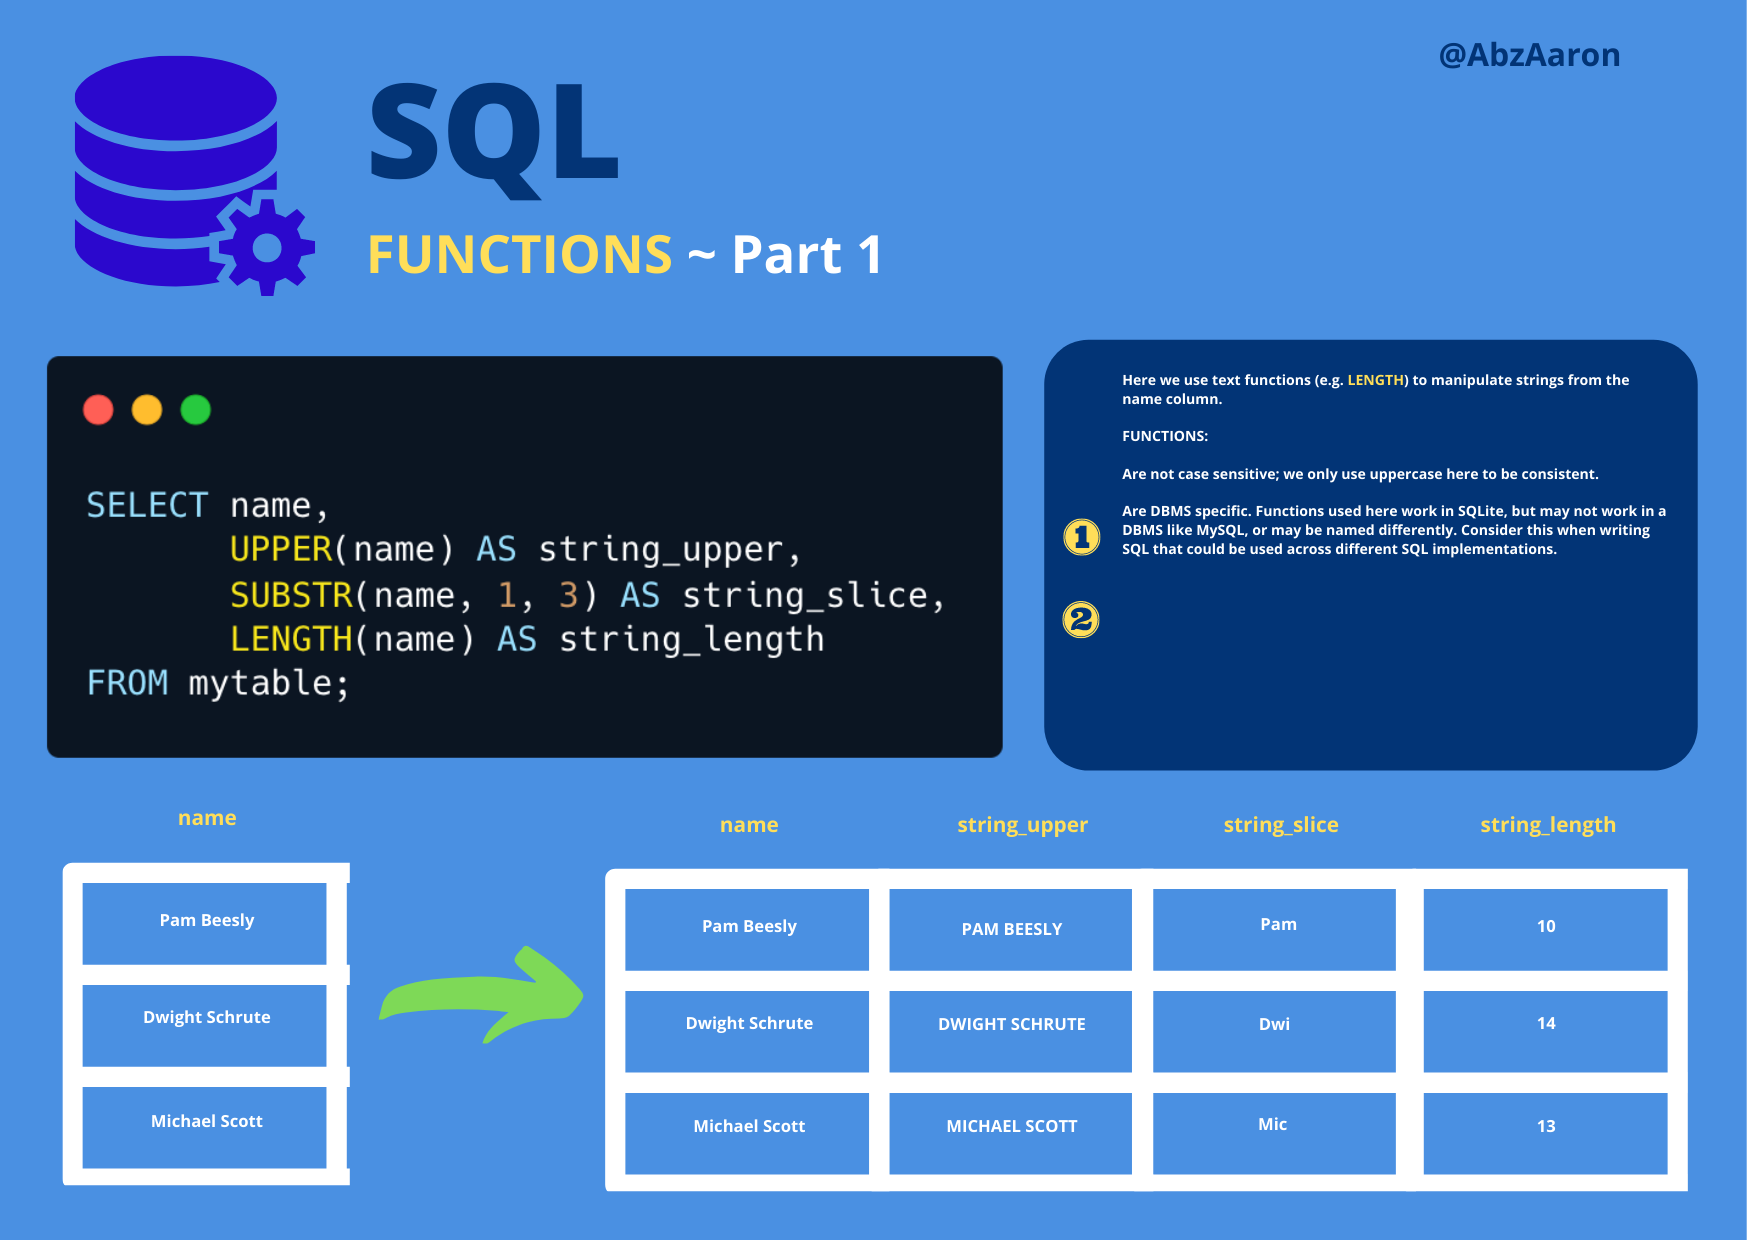 @AbzAaron
SQL
FUNCTIONS ~ Part 1
SELECT name,
UPPER(name) AS string_upper,
SUBSTR(name, 1, 3) AS string_slice,
LENGTH(name) AS string_length
FROM mytable;
Here we use text functions (e.g. LENGTH) to manipulate strings from the
name column.
FUNCTIONS:
Are not case sensitive; we only use uppercase here to be consistent.
1
Are DBMS specific. Functions used here work in SQLite, but may not work in a
DBMS like MySQL, or may be named differently. Consider this when writing
SQL that could be used across different SQL implementations.
2
name
Pam Beesly
Dwight Schrute
Michael Scott
name string_upper string_slice string_length
Pam Beesly PAM BEESLY Pam 10
Dwight Schrute DWIGHT SCHRUTE Dwi 14
Michael Scott MICHAEL SCOTT Mic 13